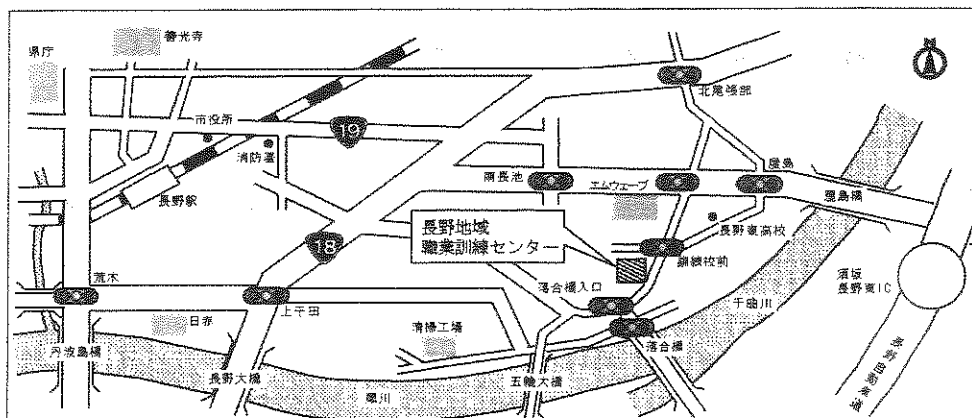 善光寺
県庁
N
北尾張部
市役所
19
消防署
屋島
雨長池
エムウェーブ
屋島橋
長野駅
長野地域
職業訓練センター
長野東高校
18
訓練校前
須坂
長野東IC
荒木
落合橋入口
千曲川
日赤
上千田
清掃工場
落合橋
丹波島橋
長野大橋
犀川
五輪大橋
長野自動車道